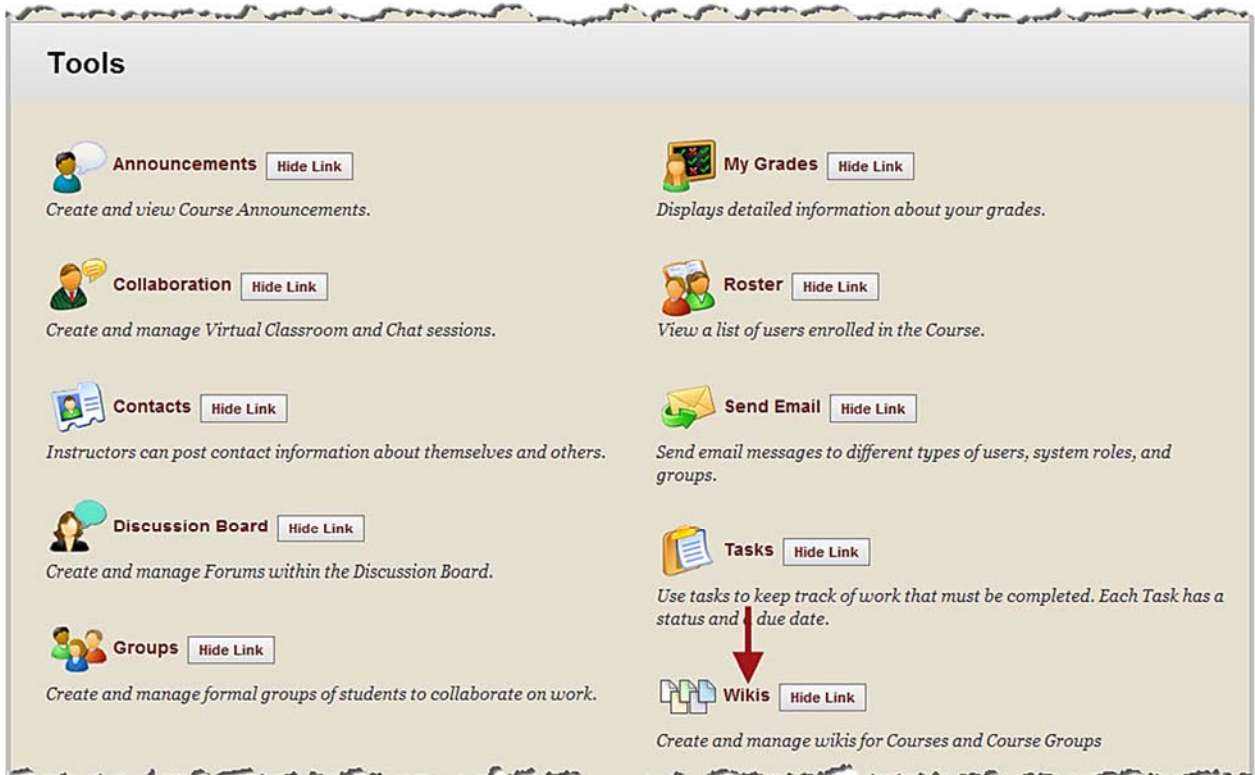 Tools
Announcements Hide Link
Create and view Course Announcements.
Collaboration Hide Link
Create and manage Virtual Classroom and Chat sessions.
Contacts Hide Link
Instructors can post contact information about themselves and others.
Discussion Board Hide Link
Create and manage Forums within the Discussion Board.
Groups Hide Link
Create and manage formal groups of students to collaborate on work.
My Grades Hide Link
Displays detailed information about your grades.
Roster Hide Link
View a list of users enrolled in the Course.
Send Email Hide Link
Send email messages to different types of users, system roles, and
groups.
Tasks Hide Link
Use tasks to keep track of work that must be completed. Each Task has a
status and a due date.
Wikis Hide Link
Create and manage wikis for Courses and Course Groups